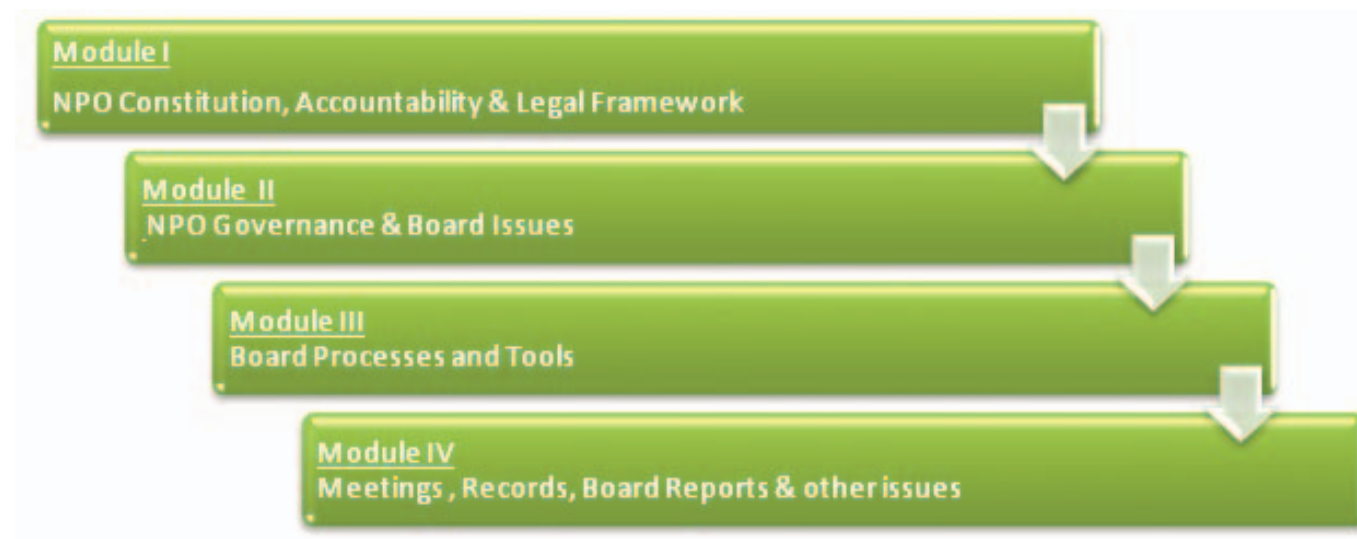 Module I
NPO Constitution, Accountability & Legal Framework
Module II
NPO Governance & Board Issues
Module III
Board Processes and Tools
Module IV
Meetings , Records, Board Reports & other issues